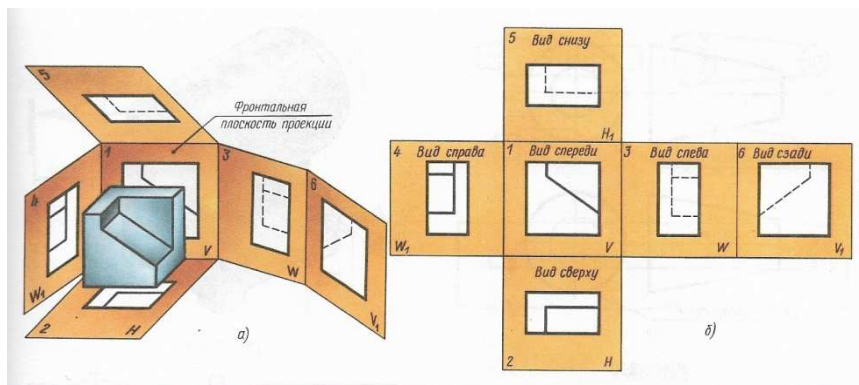 5
Фронтальная
плоскость проекции
1
3
4
6
V
W
W₁
V₁
2
H
а)
5
Вид снизу
H₁
4 Вид справа
1 Вид спереди
3 Вид слева
6 Вид сзади
W₁
V
W
V₁
Вид сверху
2
H
б)